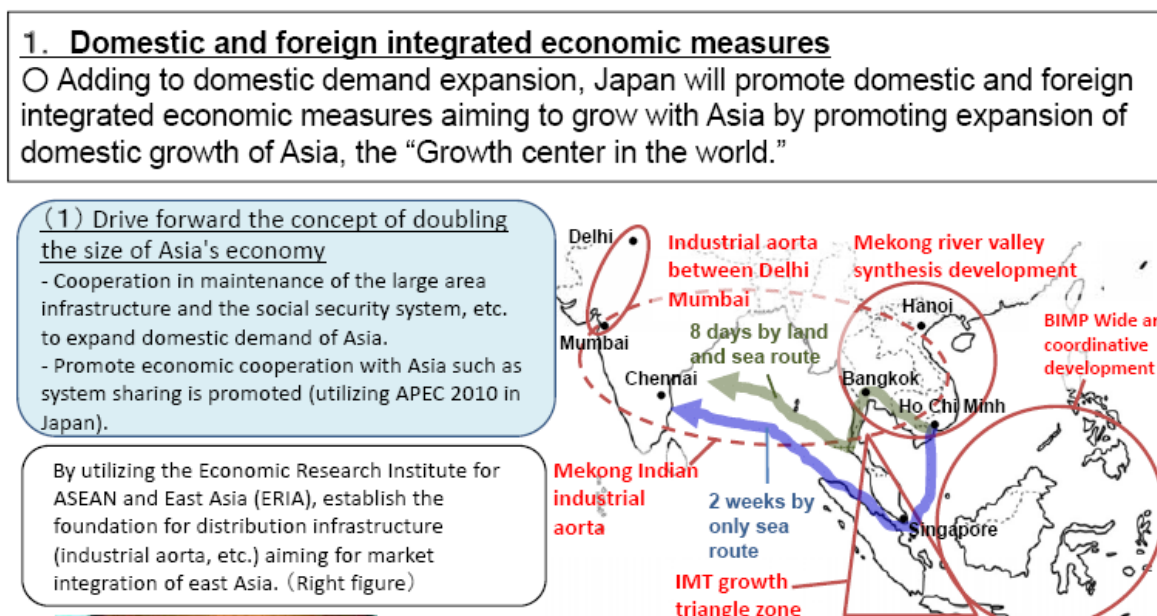 1. Domestic and foreign integrated economic measures
○ Adding to domestic demand expansion, Japan will promote domestic and foreign
integrated economic measures aiming to grow with Asia by promoting expansion of
domestic growth of Asia, the “Growth center in the world.”
(1) Drive forward the concept of doubling
the size of Asia's economy
- Cooperation in maintenance of the large area
infrastructure and the social security system, etc.
to expand domestic demand of Asia.
- Promote economic cooperation with Asia such as
system sharing is promoted (utilizing APEC 2010 in
Japan).
By utilizing the Economic Research Institute for
ASEAN and East Asia (ERIA), establish the
foundation for distribution infrastructure
(industrial aorta, etc.) aiming for market
integration of east Asia. (Right figure)
Delhi
Industrial aorta
between Delhi
Mumbai
Mekong river valley
synthesis development
Hanoi
BIMP Wide ar
coordinative
development
Mumbai
8 days by land
and sea route
Chennai
Bangkok
Ho Chi Minh
Mekong Indian
industrial
aorta
2 weeks by
only sea
route
Singapore
IMT growth
triangle zone